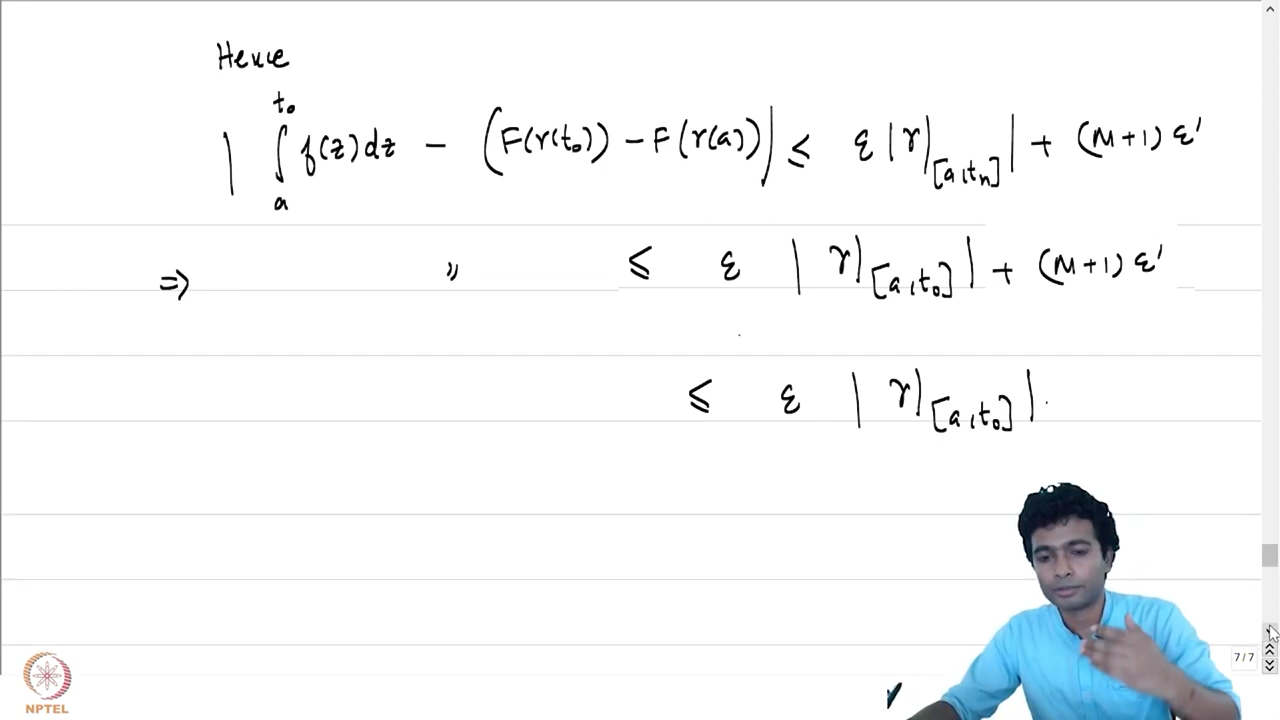 Hence
| ∫_a^{t₀} f(z)dz − (F(γ(t₀)) − F(γ(a))| ≤ ε |γ|_{[a,tₙ]}| + (M+1) ε'
⇒ " ≤ ε |γ|_{[a,t₀]}| + (M+1) ε'
≤ ε |γ|_{[a,t₀]}|.
7/7
NPTEL